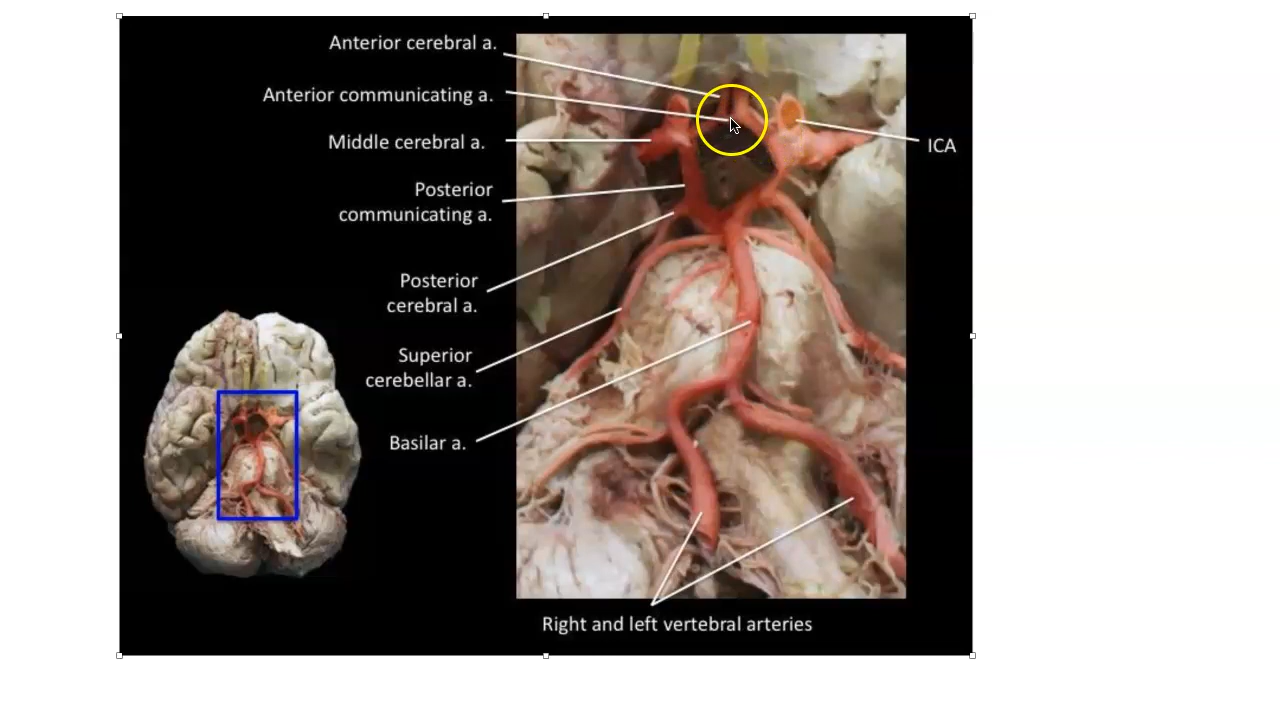 Anterior cerebral a.
Anterior communicating a.
Middle cerebral a.
ICA
Posterior
communicating a.
Posterior
cerebral a.
Superior
cerebellar a.
Basilar a.
Right and left vertebral arteries